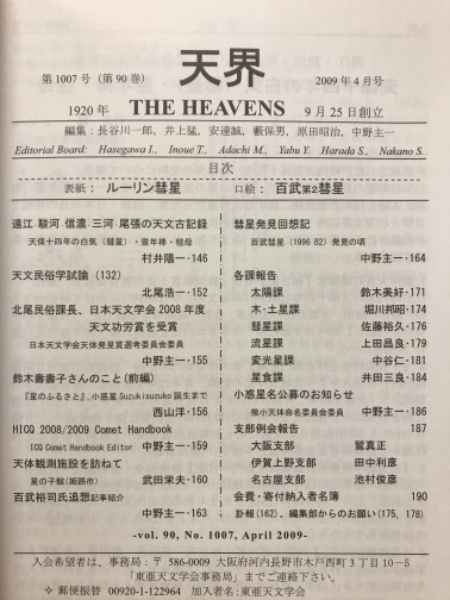 第1007号(第90巻)
天界
2009年4月号
1920年 THE HEAVENS 9月25日創立
編集:長谷川一郎, 井上猛, 安達誠, 藪保男, 原田昭治, 中野主一
Editorial Board: Hasegawa I., Inoue T., Adachi M., Yabu Y. Harada S., Nakano S.
目次
表紙: ルーリン彗星
口絵: 百武第2彗星
遠江・駿河・信濃・三河・尾張の天文古記録
天保十四年の白気(彗星)・雷年棒・祖母
村井陽一・146
天文民俗学試論(132)
北尾浩一・152
北尾民俗課長、日本天文学会2008年度
天文功労賞を受賞
日本天文学会天体発見賞選考委員会委員
中野主一・155
鈴木壽壽子さんのこと(前編)
『星のふるさと』、小惑星Suzukisuzuko誕生まで
西山洋・156
HICQ 2008/2009 Comet Handbook
ICQ Comet Handbook Editor 中野主一・159
天体観測施設を訪ねて
星の子館(姫路市) 武田栄夫・160
百武裕司氏追想記事紹介
中野主一・163
彗星発見回想記
百武彗星(1996 B2)発見の頃
中野主一・164
各課報告
太陽課 鈴木美好・171
木・土星課 堀川邦昭・174
彗星課 佐藤裕久・176
流星課 上田昌良・179
変光星課 中谷仁・181
星食課 井田三良・184
小惑星名公募のお知らせ
微小天体命名委員会委員 中野主一・186
支部例会報告 187
大阪支部 鷲真正
伊賀上野支部 田中利彦
名古屋支部 池村俊彦
会費・寄付納入者名簿 190
訃報(162)、編集部からのお願い(175, 178)
-vol. 90, No. 1007, April 2009-
入会希望者は、事務局:〒 586-0009 大阪府河内長野市木戸西町3丁目10-5
「東亜天文学会事務局」までご連絡下さい。
◇ 郵便振替 00920-1-122964 加入者名:東亜天文学会